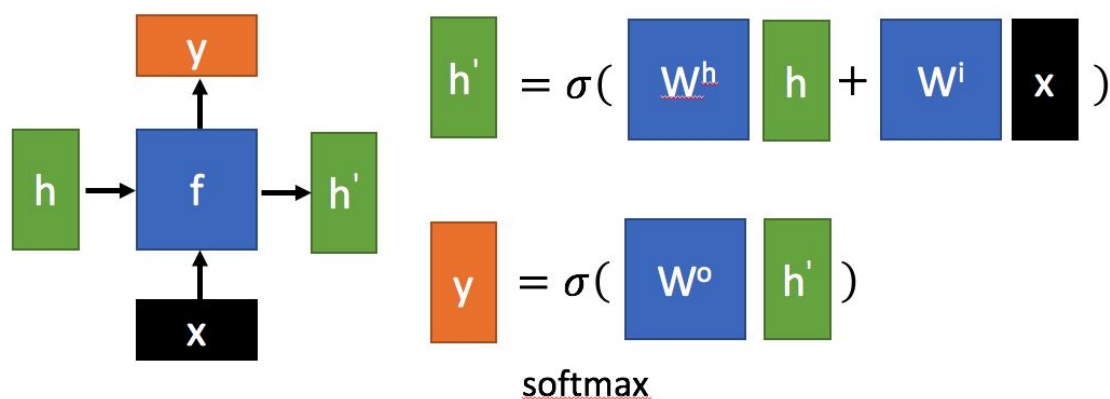 y
h
f
h'
x
h' = σ( Wʰ h + Wⁱ x )
y = σ( Wᵒ h' )
softmax